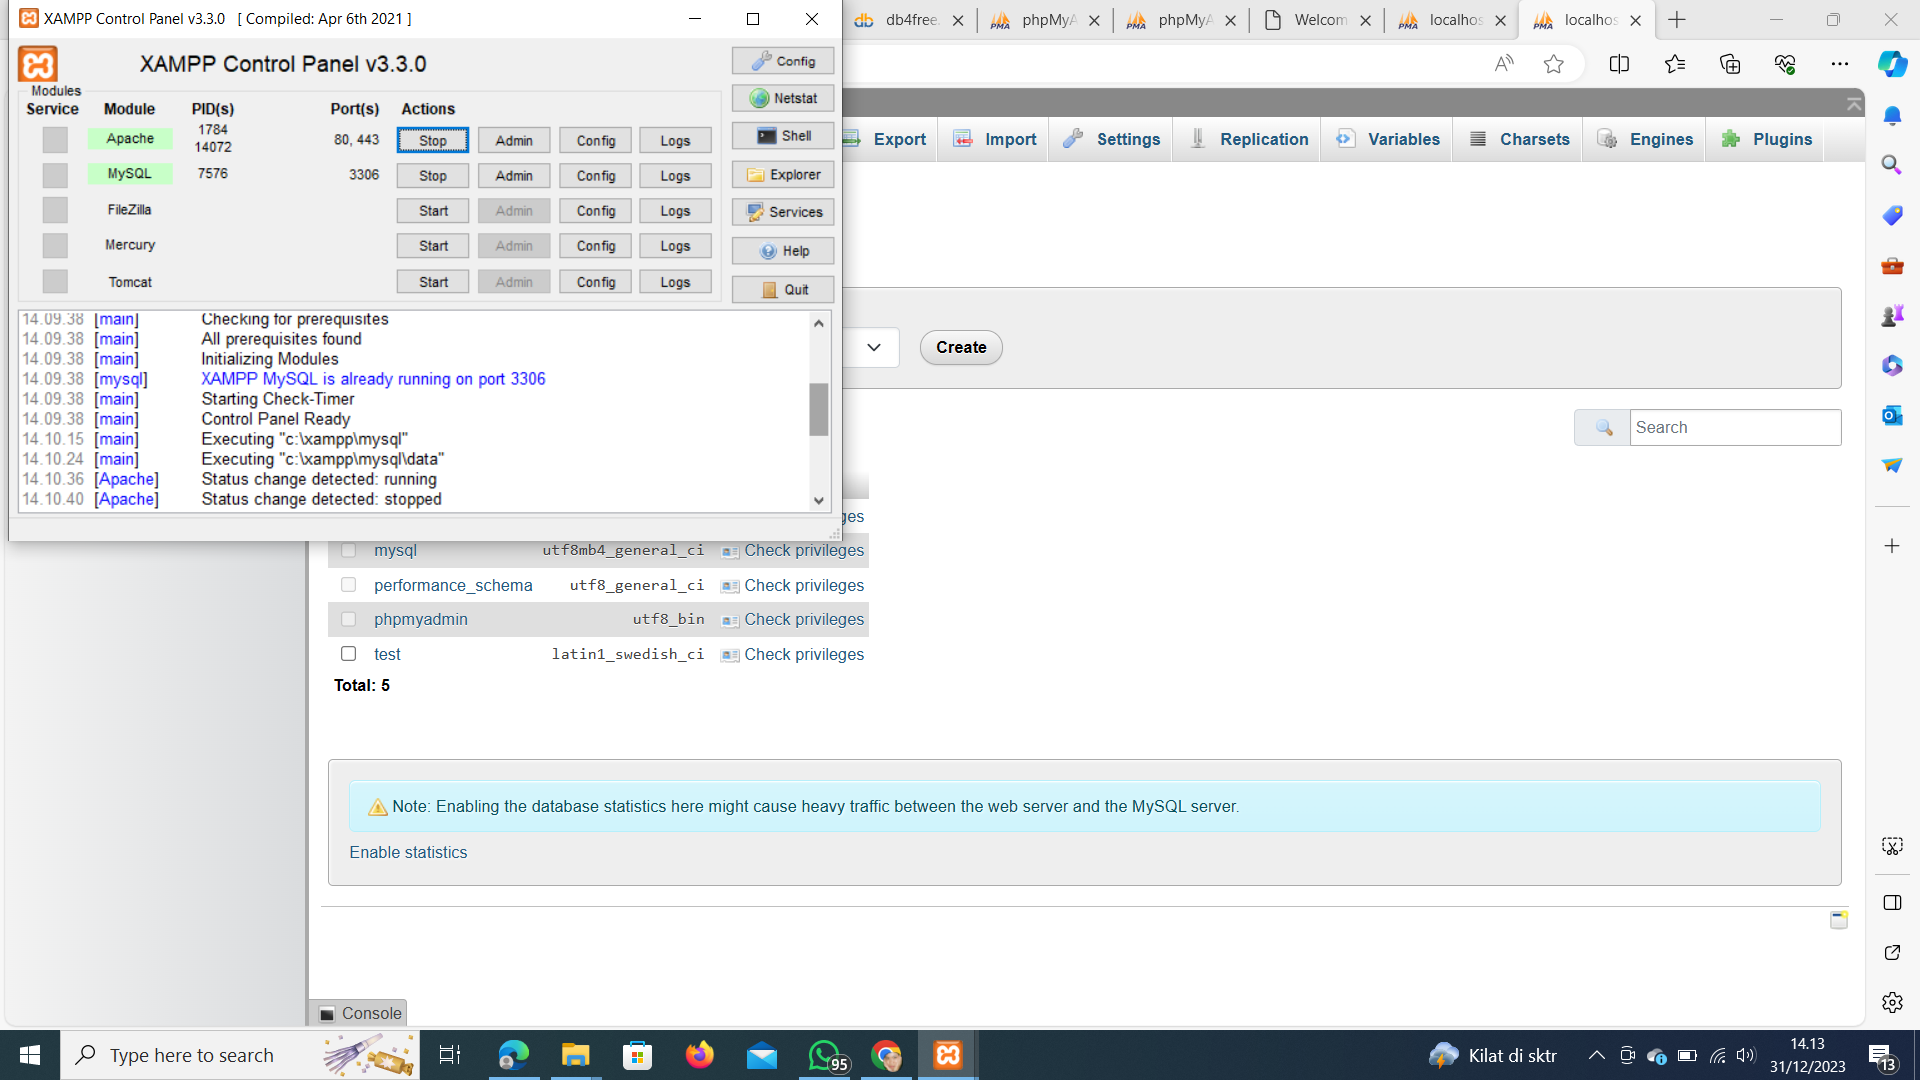 XAMPP Control Panel v3.3.0 [ Compiled: Apr 6th 2021 ]
db4free.
phpMyA
phpMyA
Welcom
localhos
localhos
XAMPP Control Panel v3.3.0
Config
Modules
Service Module PID(s) Port(s) Actions
Netstat
Apache 1784 14072 80, 443 Stop Admin Config Logs
Shell
MySQL 7576 3306 Stop Admin Config Logs
Explorer
FileZilla Start Admin Config Logs
Services
Mercury Start Admin Config Logs
Help
Tomcat Start Admin Config Logs
Quit
14.09.38 [main] Checking for prerequisites
14.09.38 [main] All prerequisites found
14.09.38 [main] Initializing Modules
14.09.38 [mysql] XAMPP MySQL is already running on port 3306
14.09.38 [main] Starting Check-Timer
14.09.38 [main] Control Panel Ready
14.10.15 [main] Executing "c:\xampp\mysql"
14.10.24 [main] Executing "c:\xampp\mysql\data"
14.10.36 [Apache] Status change detected: running
14.10.40 [Apache] Status change detected: stopped
Export Import Settings Replication Variables Charsets Engines Plugins
Create
Search
ges
mysql utf8mb4_general_ci Check privileges
performance_schema utf8_general_ci Check privileges
phpmyadmin utf8_bin Check privileges
test latin1_swedish_ci Check privileges
Total: 5
Note: Enabling the database statistics here might cause heavy traffic between the web server and the MySQL server.
Enable statistics
Console
Type here to search
95
Kilat di sktr
14.13
31/12/2023
13